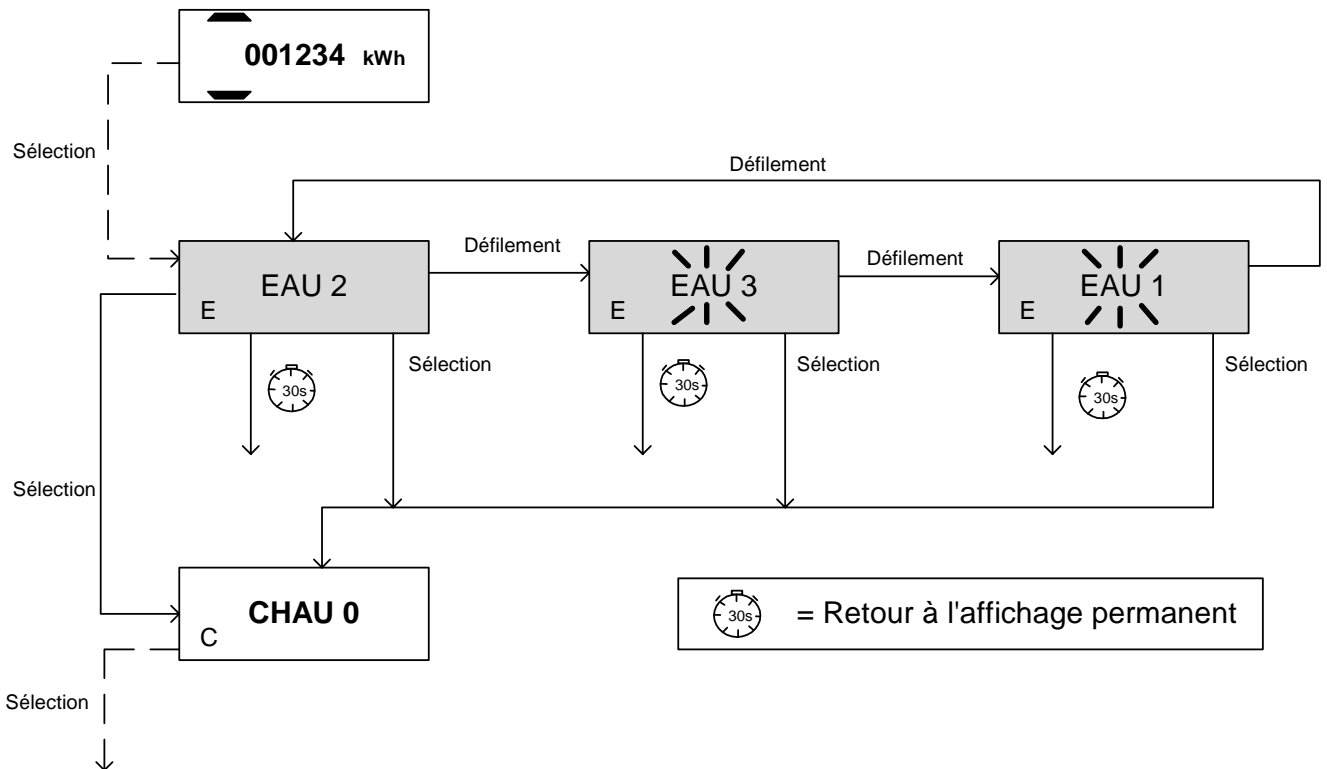 001234 kWh
Sélection
Défilement
EAU 2
E
Défilement
EAU 3
E
Défilement
EAU 1
E
30s
Sélection
30s
Sélection
30s
Sélection
Sélection
CHAU 0
C
30s = Retour à l'affichage permanent
Sélection